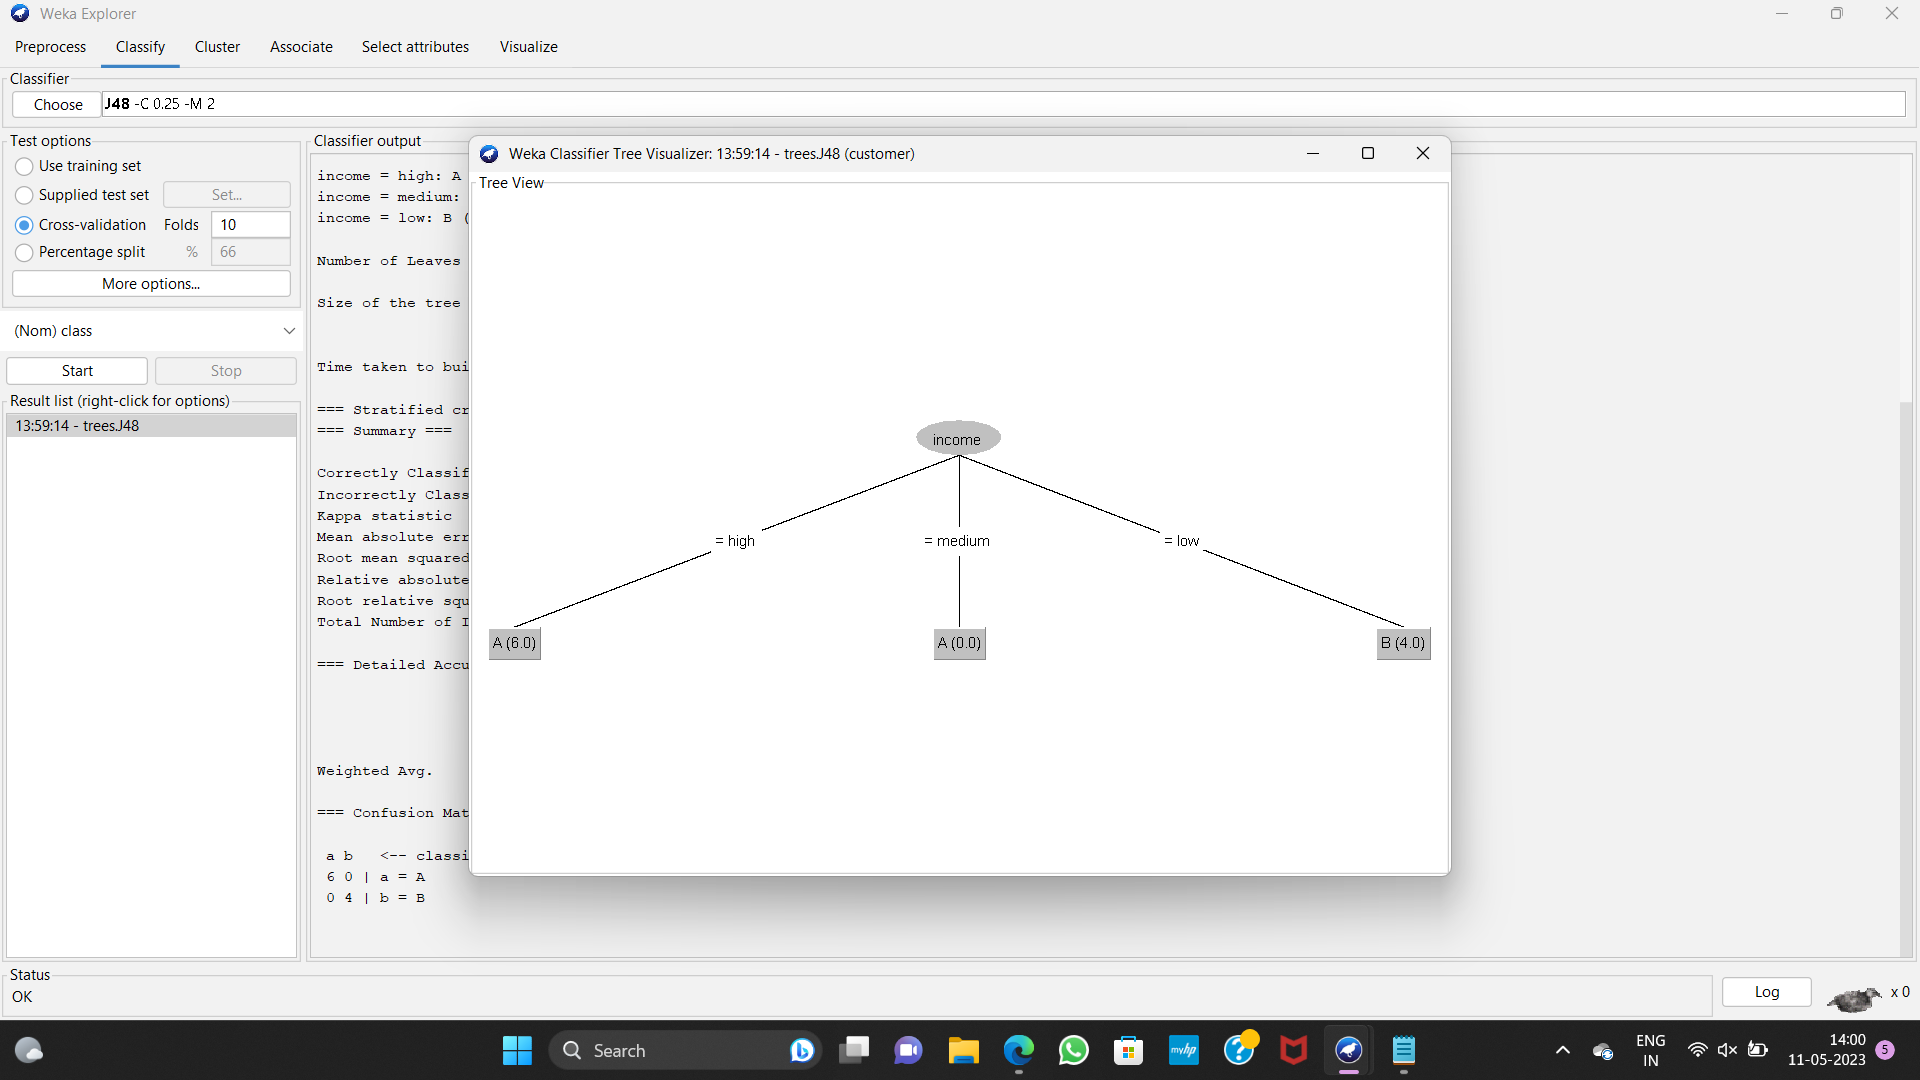 Weka Explorer
Preprocess Classify Cluster Associate Select attributes Visualize
Classifier
Choose J48 -C 0.25 -M 2
Test options
Use training set
Supplied test set Set...
Cross-validation Folds 10
Percentage split % 66
More options...
(Nom) class
Start Stop
Result list (right-click for options)
13:59:14 - trees.J48
Classifier output
income = high: A
income = medium:
income = low: B (
Number of Leaves
Size of the tree
Time taken to bui
=== Stratified cr
=== Summary ===
Correctly Classif
Incorrectly Class
Kappa statistic
Mean absolute err
Root mean squared
Relative absolute
Root relative squ
Total Number of I
=== Detailed Accu
Weighted Avg.
=== Confusion Mat
a b <-- classi
6 0 | a = A
0 4 | b = B
Weka Classifier Tree Visualizer: 13:59:14 - trees.J48 (customer)
Tree View
income
= high = medium = low
A (6.0) A (0.0) B (4.0)
Status
OK
Log x 0
Search
myhp
ENG
IN
14:00
11-05-2023
5